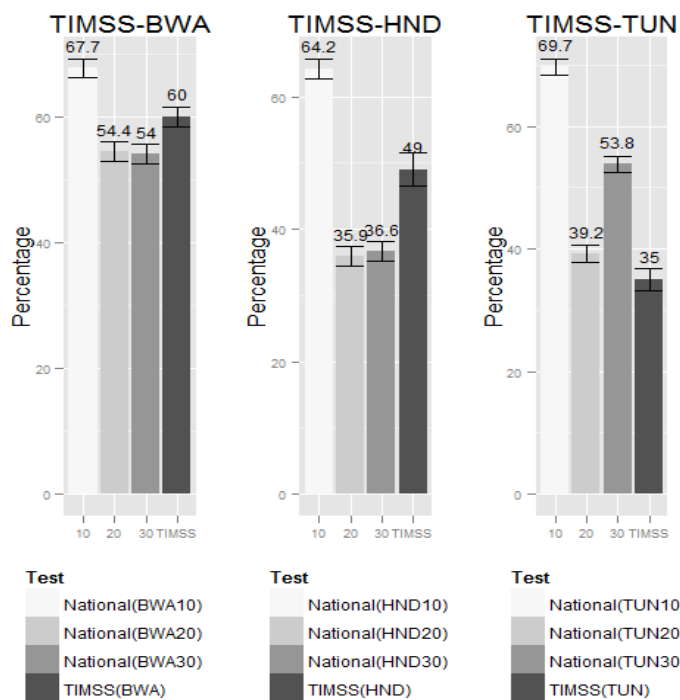 TIMSS-BWA
67.7
60
54.4
54
Percentage
60
40
20
0
10 20 30 TIMSS
Test
National(BWA10)
National(BWA20)
National(BWA30)
TIMSS(BWA)
TIMSS-HND
64.2
49
35.9
36.6
Percentage
60
40
20
0
10 20 30 TIMSS
Test
National(HND10)
National(HND20)
National(HND30)
TIMSS(HND)
TIMSS-TUN
69.7
53.8
39.2
35
Percentage
60
40
20
0
10 20 30 TIMSS
Test
National(TUN10
National(TUN20
National(TUN30
TIMSS(TUN)